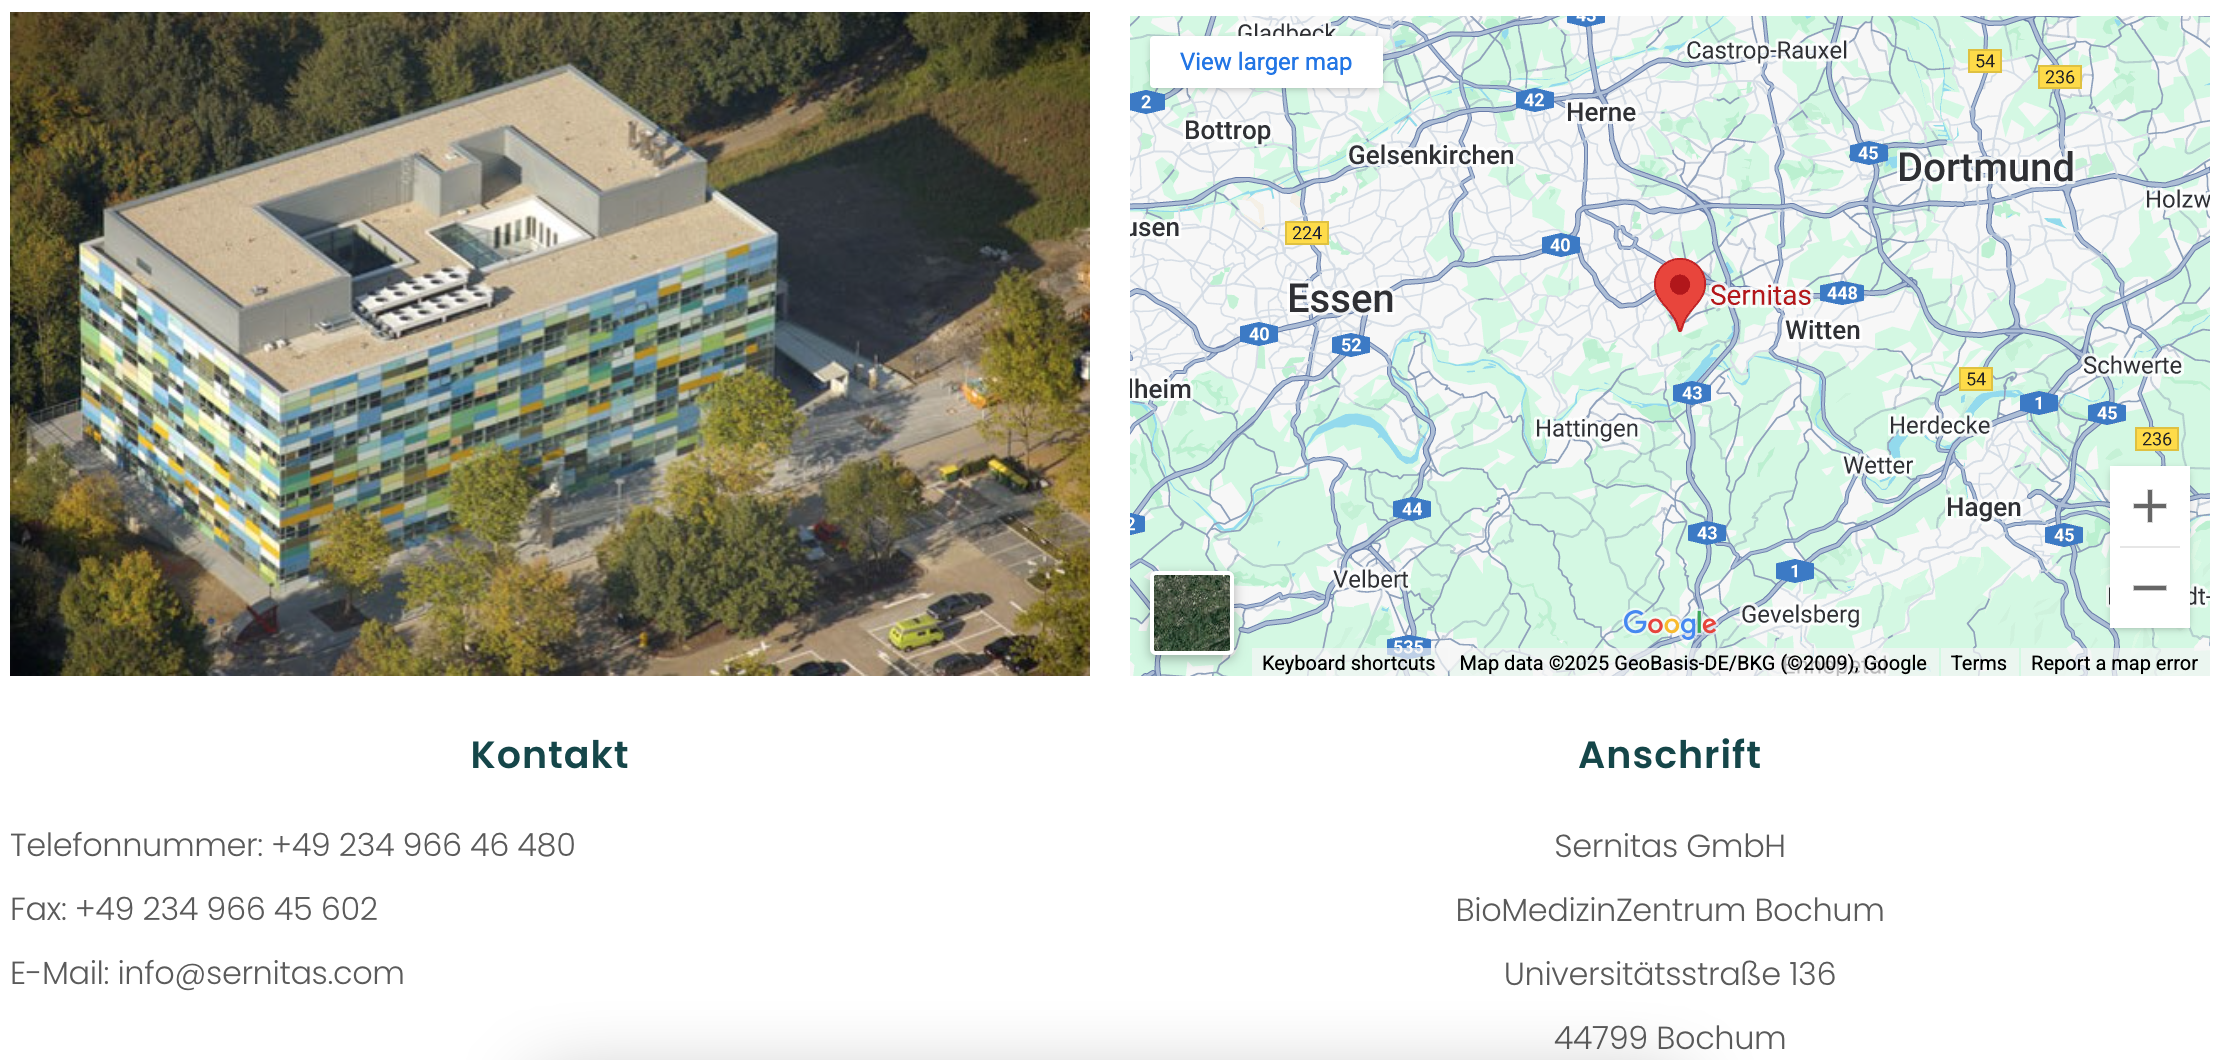 Gladbeck
View larger map
Castrop-Rauxel
54
236
43
2
42
Herne
Bottrop
Gelsenkirchen
45
Dortmund
224
40
Essen
Sernitas
448
Witten
40
52
Schwerte
54
1
45
43
Hattingen
Herdecke
236
Wetter
44
Hagen
43
45
Velbert
1
Gevelsberg
Google
535
Keyboard shortcuts
Map data ©2025 GeoBasis-DE/BKG (©2009), Google
Terms
Report a map error
Kontakt
Telefonnummer: +49 234 966 46 480
Fax: +49 234 966 45 602
E-Mail: info@sernitas.com
Anschrift
Sernitas GmbH
BioMedizinZentrum Bochum
Universitätsstraße 136
44799 Bochum